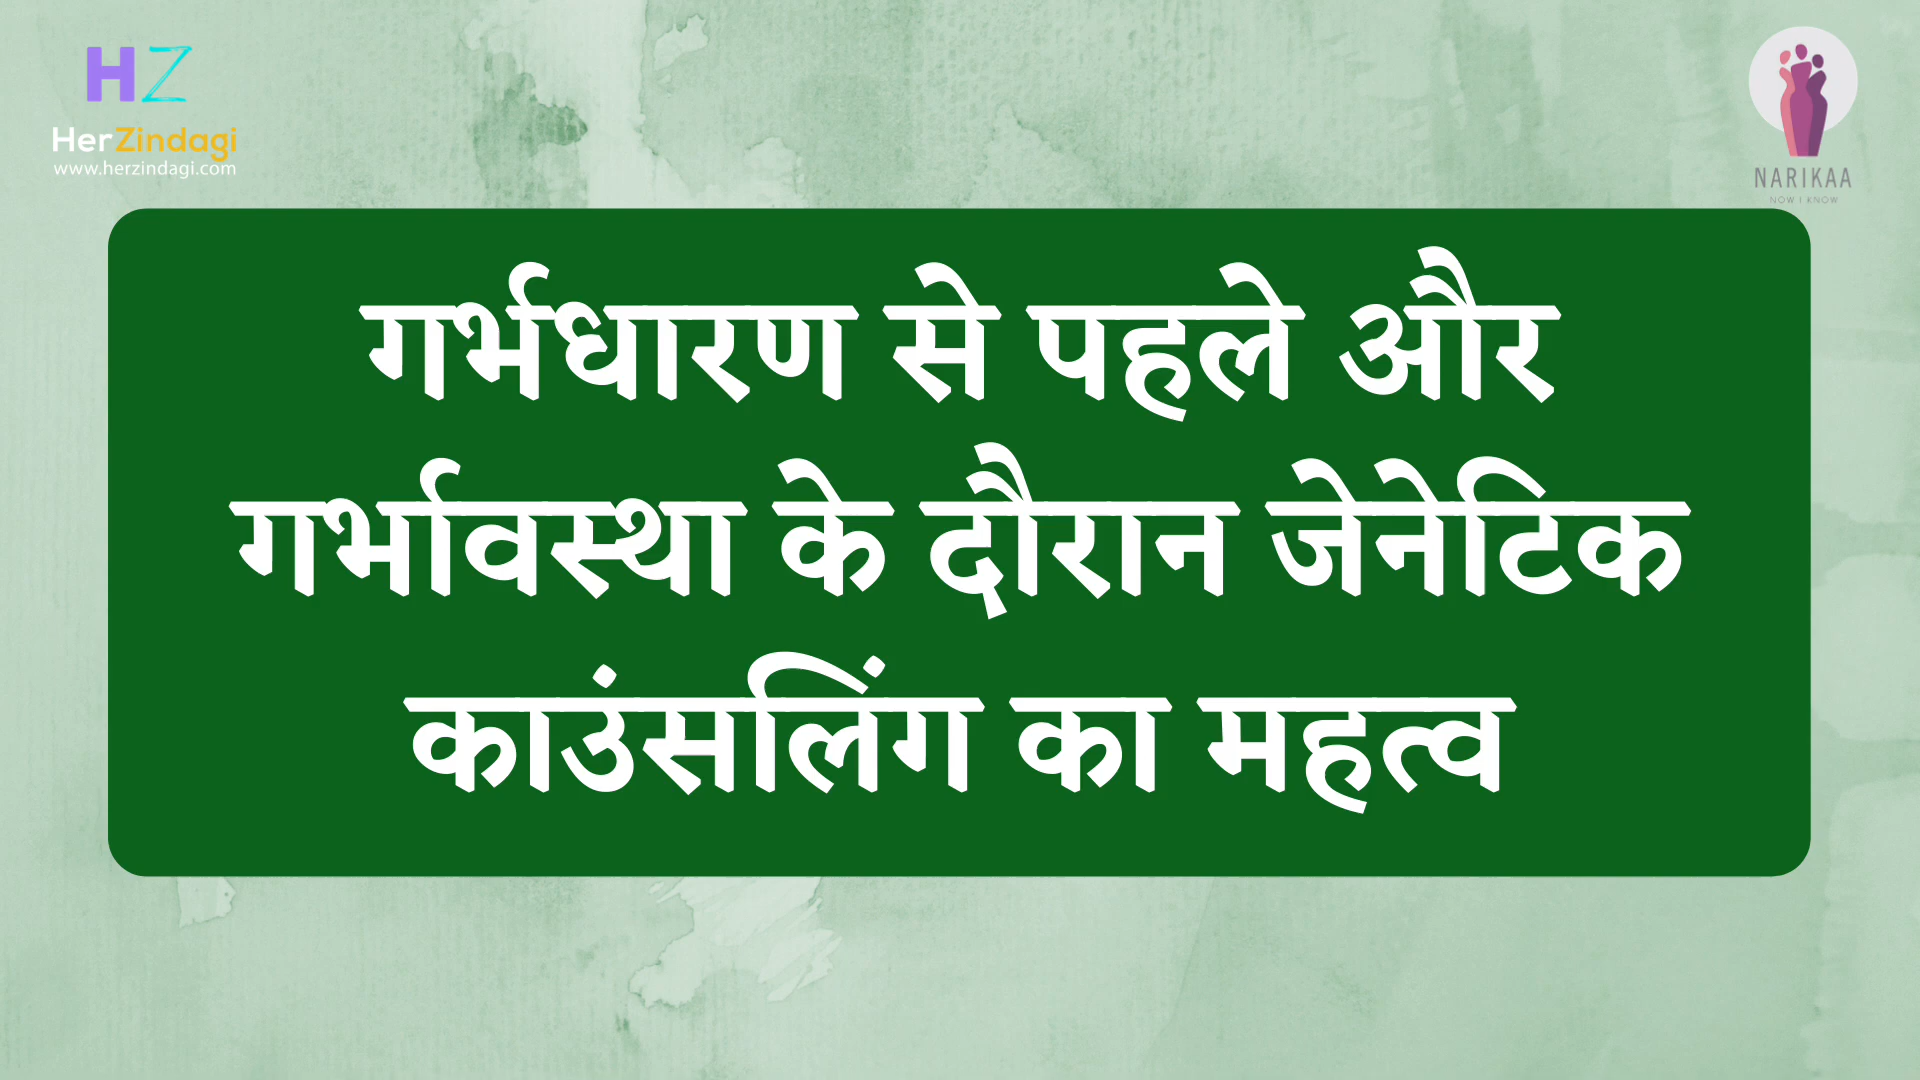 HZ
HerZindagi
www.herzindagi.com
NARIKAA
NOW I KNOW
गर्भधारण से पहले और
गर्भावस्था के दौरान जेनेटिक
काउंसलिंग का महत्व